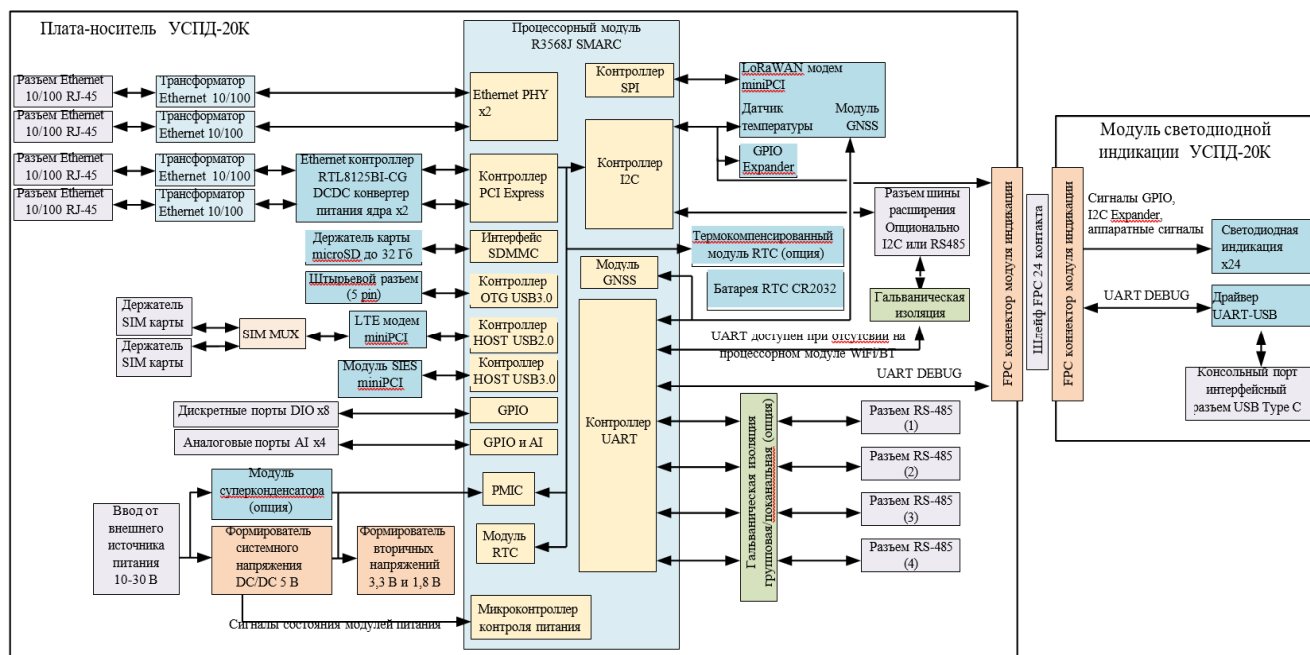 Плата-носитель УСПД-20К
Процессорный модуль
R3568J SMARC
Разъем Ethernet
10/100 RJ-45
Трансформатор
Ethernet 10/100
Разъем Ethernet
10/100 RJ-45
Трансформатор
Ethernet 10/100
Ethernet PHY
x2
Контроллер
SPI
LoRaWAN модем
miniPCI
Датчик
температуры
Модуль
GNSS
GPIO
Expander
Контроллер
I2C
Разъем Ethernet
10/100 RJ-45
Трансформатор
Ethernet 10/100
Разъем Ethernet
10/100 RJ-45
Трансформатор
Ethernet 10/100
Ethernet контроллер
RTL8125BI-CG
DCDC конвертер
питания ядра x2
Контроллер
PCI Express
Разъем шины
расширения
Опционально
I2C или RS485
Держатель карты
microSD до 32 Гб
Интерфейс
SDMMC
Термокомпенсированный
модуль RTC (опция)
Модуль
GNSS
Батарея RTC CR2032
Штырьевой разъем
(5 pin)
Контроллер
OTG USB3.0
Гальваническая
изоляция
Держатель
SIM карты
Держатель
SIM карты
SIM MUX
LTE модем
miniPCI
Контроллер
HOST USB2.0
UART доступен при отсутсвии на
процессорном модуле WiFi/BT
Модуль SIES
miniPCI
Контроллер
HOST USB3.0
UART DEBUG
Дискретные порты DIO x8
GPIO
Аналоговые порты AI x4
GPIO и AI
Контроллер
UART
Гальваническая изоляция
групповая/поканальная (опция)
Разъем RS-485
(1)
Разъем RS-485
(2)
Разъем RS-485
(3)
Разъем RS-485
(4)
Модуль
суперконденсатора
(опция)
PMIC
Ввод от
внешнего
источника
питания
10-30 В
Формирователь
системного
напряжения
DC/DC 5 В
Формирователь
вторичных
напряжений
3,3 В и 1,8 В
Модуль
RTC
Сигналы состояния модулей питания
Микроконтроллер
контроля питания
FPC коннектор модуля индикации
Шлейф FPC 24 контакта
FPC коннектор модуля индикации
Модуль светодиодной
индикации УСПД-20К
Сигналы GPIO,
I2C Expander,
аппаратные сигналы
Светодиодная
индикация
x24
UART DEBUG
Драйвер
UART-USB
Консольный порт
интерфейсный
разъем USB Type C